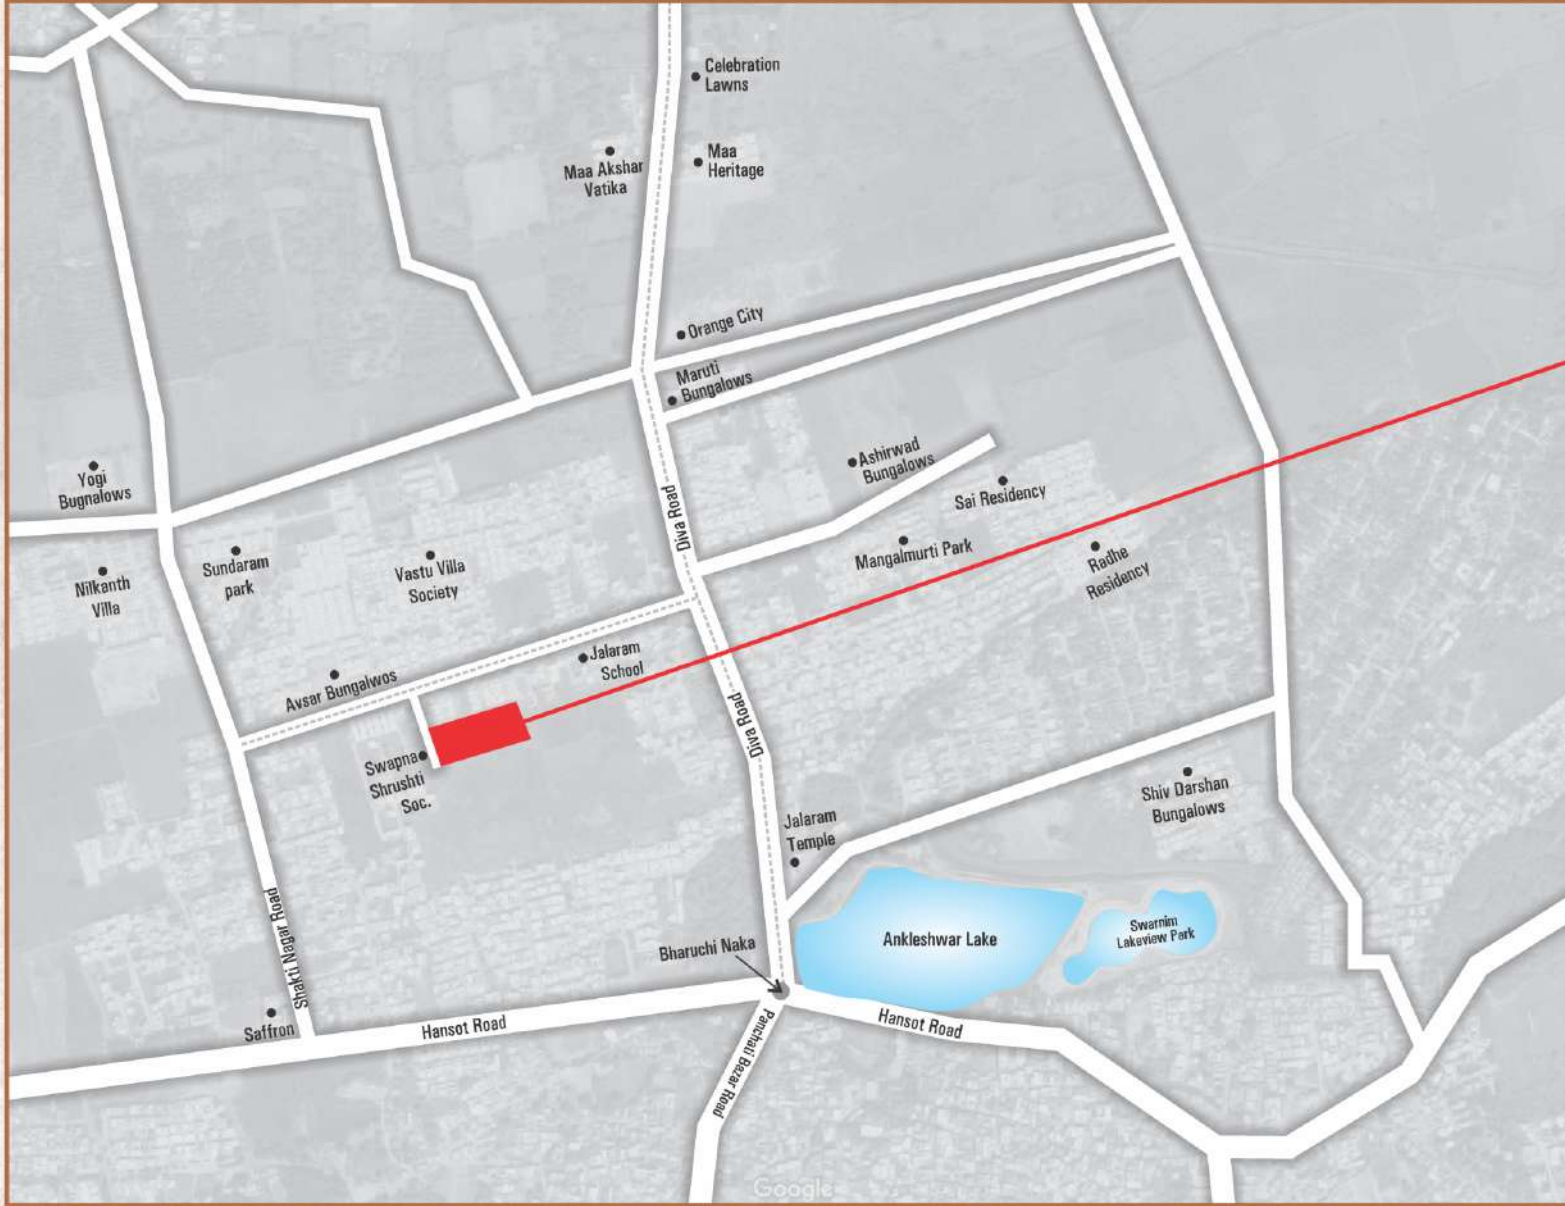 Celebration
Lawns
Maa Akshar
Vatika
Maa
Heritage
Orange City
Maruti
Bungalows
Ashirwad
Bungalows
Yogi
Bugnalows
Sai Residency
Diva Road
Mangalmurti Park
Radhe
Residency
Sundaram
park
Vastu Villa
Society
Nilkanth
Villa
Jalaram
School
Avsar Bungalwos
Diva Road
Swapna
Shrushti
Soc.
Shiv Darshan
Bungalows
Jalaram
Temple
Shakti Nagar Road
Swarnim
Lakeview Park
Ankleshwar Lake
Bharuchi Naka
Saffron
Hansot Road
Hansot Road
Panchati Bazar Road
Google